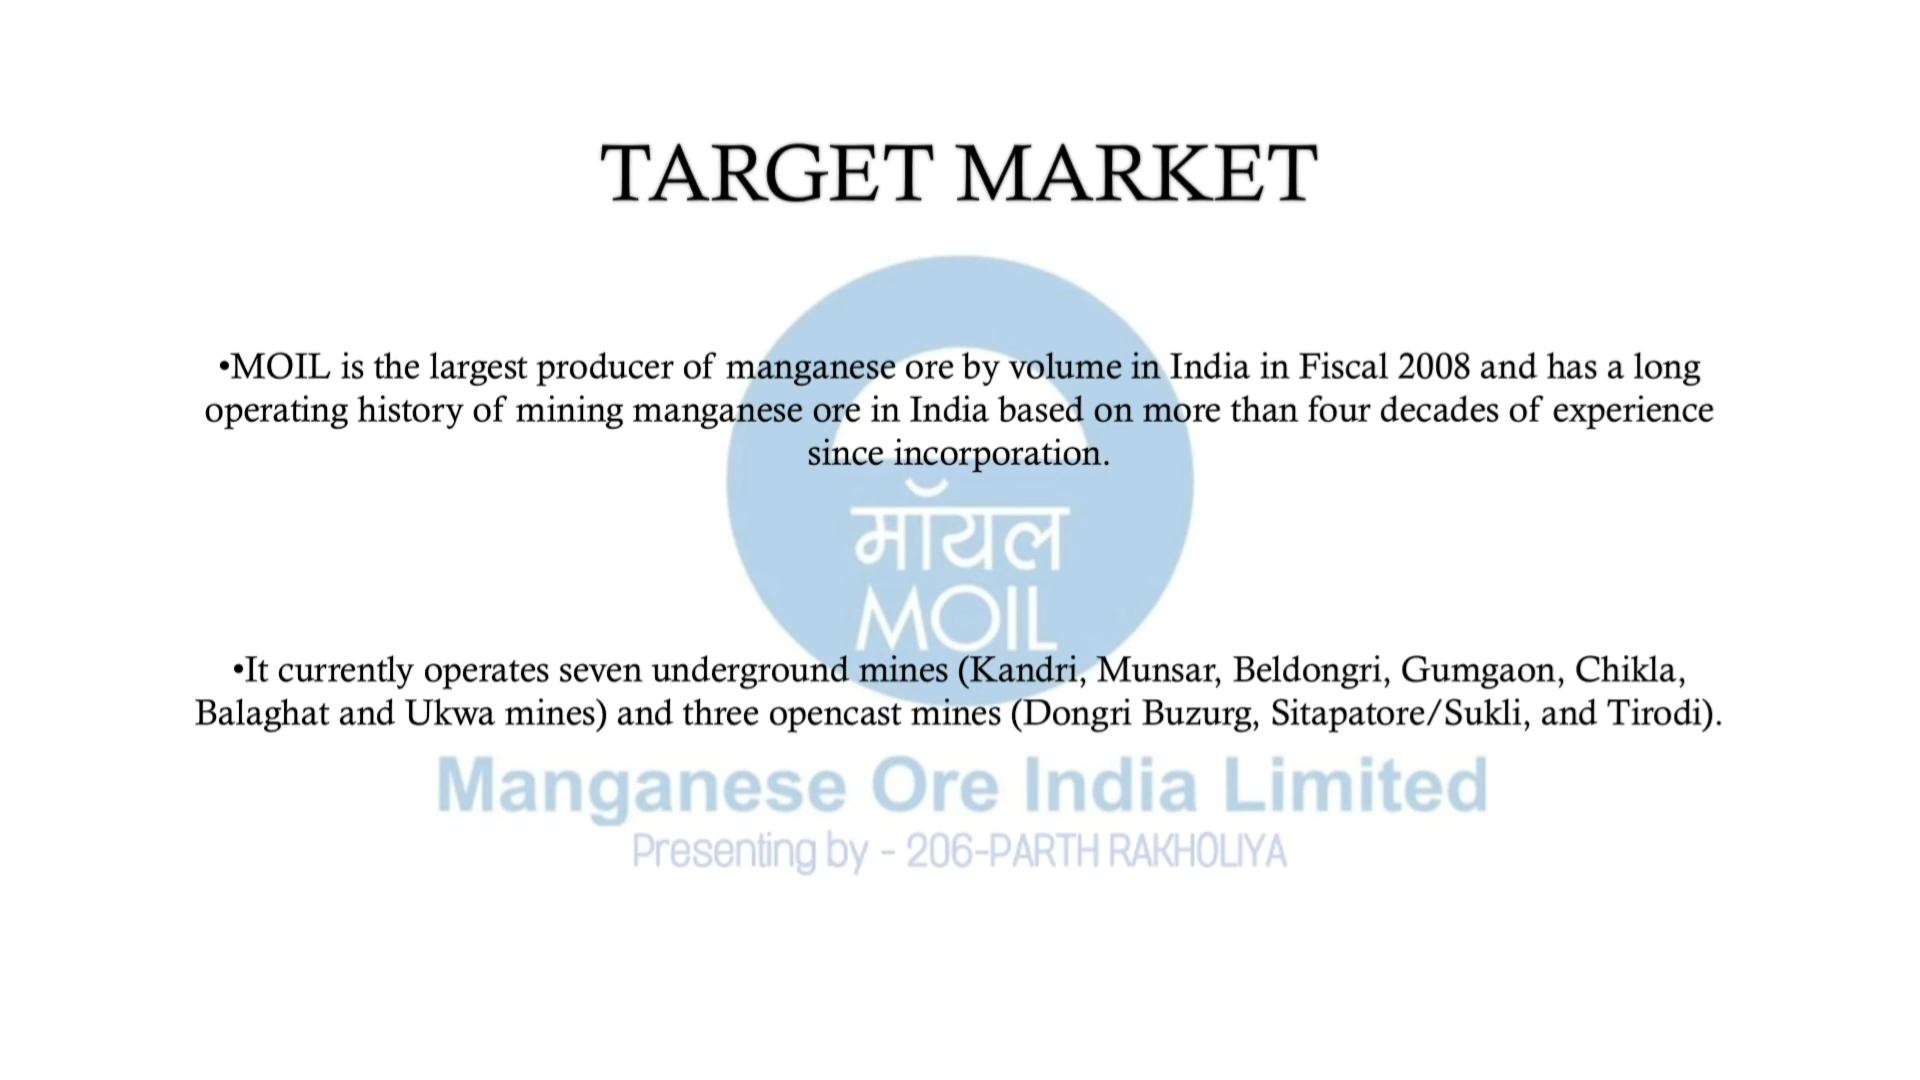 TARGET MARKET
•MOIL is the largest producer of manganese ore by volume in India in Fiscal 2008 and has a long
operating history of mining manganese ore in India based on more than four decades of experience
since incorporation.
मॉयल
MOIL
•It currently operates seven underground mines (Kandri, Munsar, Beldongri, Gumgaon, Chikla,
Balaghat and Ukwa mines) and three opencast mines (Dongri Buzurg, Sitapatore/Sukli, and Tirodi).
Manganese Ore India Limited
Presenting by - 206-PARTH RAKHOLIYA